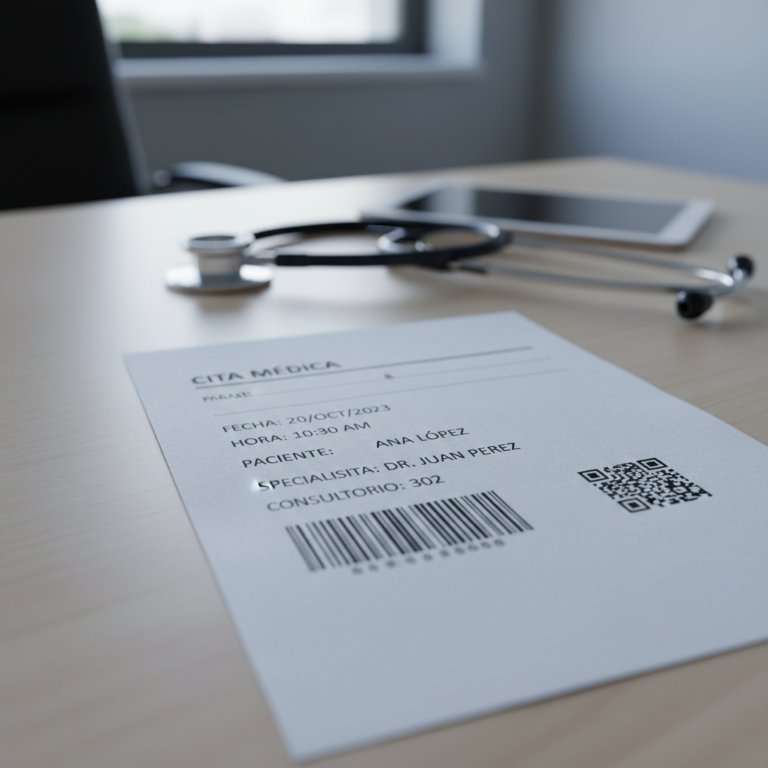 CITA MÉDICA
FECHA: 20/OCT/2023
HORA: 10:30 AM
PACIENTE: ANA LÓPEZ
SPECIALISITA: DR. JUAN PEREZ
CONSULTORIO: 302